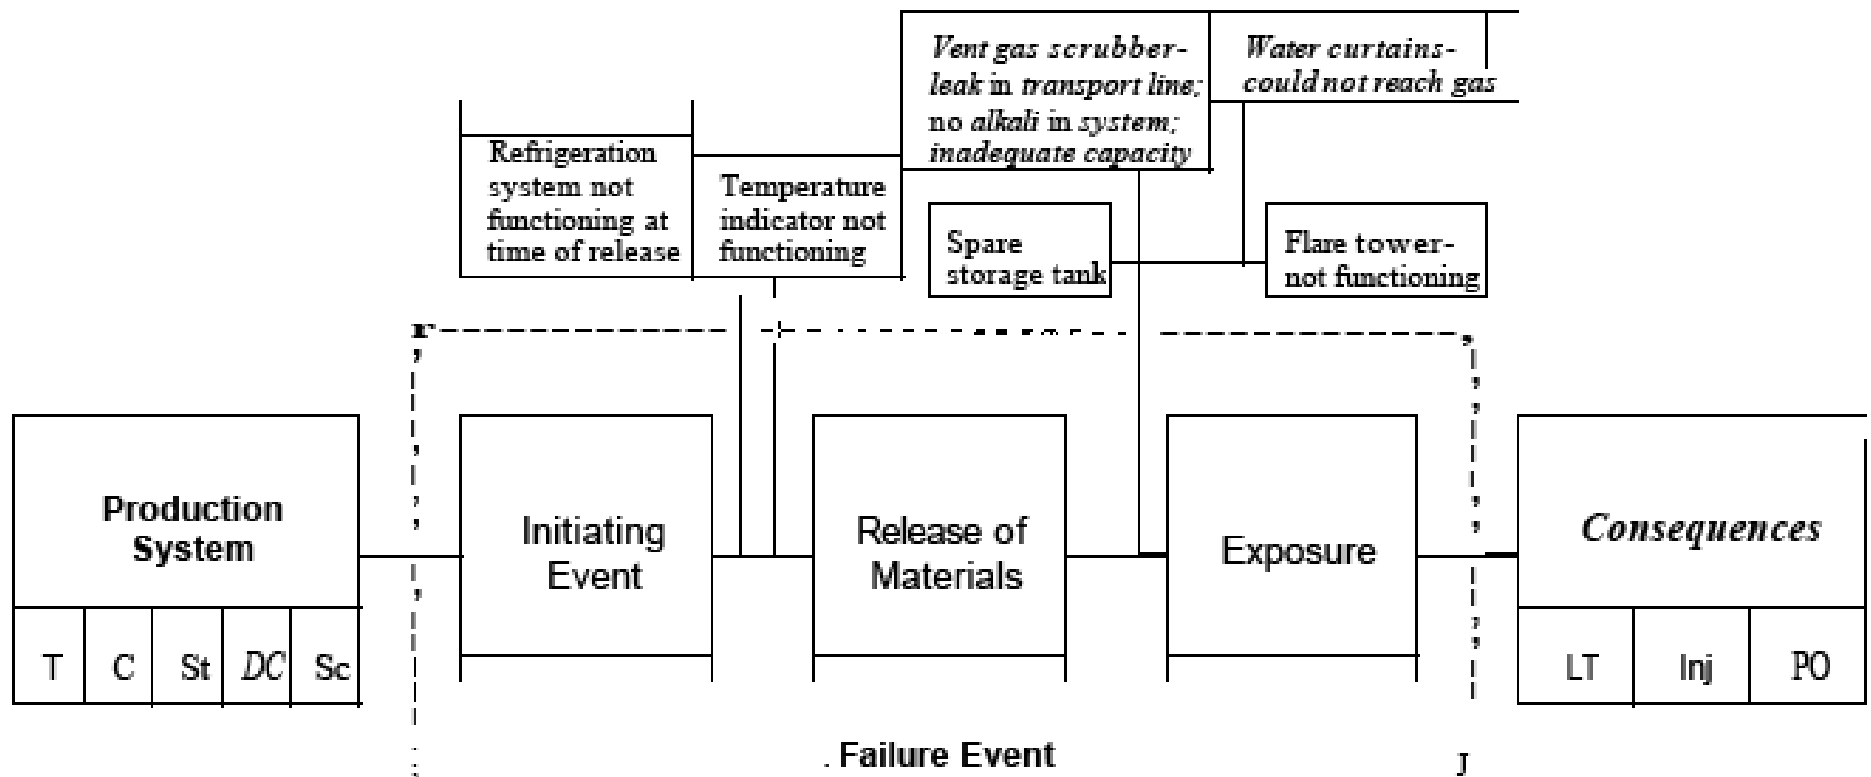 Vent gas scrubber-
leak in transport line;
no alkali in system;
inadequate capacity
Water curtains-
could not reach gas
Refrigeration
system not
functioning at
time of release
Temperature
indicator not
functioning
Spare
storage tank
Flare tower-
not functioning
Production
System
T C St DC Sc
Initiating
Event
Release of
Materials
Exposure
Consequences
LT Inj PO
Failure Event